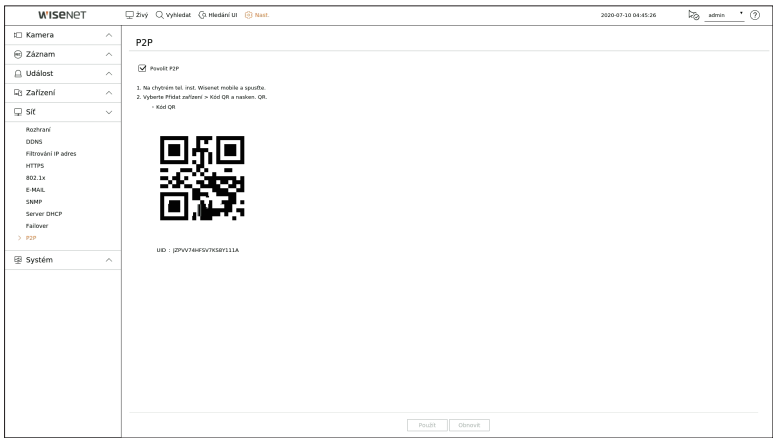 WISENET
Živý Vyhledat Hledání UI Nast.
2020-07-10 04:45:26
admin
?
Kamera
Záznam
Událost
Zařízení
Síť
Rozhraní
DDNS
Filtrování IP adres
HTTPS
802.1x
E-MAIL
SNMP
Server DHCP
Failover
> P2P
Systém
P2P
Povolit P2P
1. Na chytrém tel. inst. Wisenet mobile a spusťte.
2. Vyberte Přidat zařízení > Kód QR a nasken. QR.
- Kód QR
UID : JZPVV74HFSV7KS8Y111A
Použít Obnovit